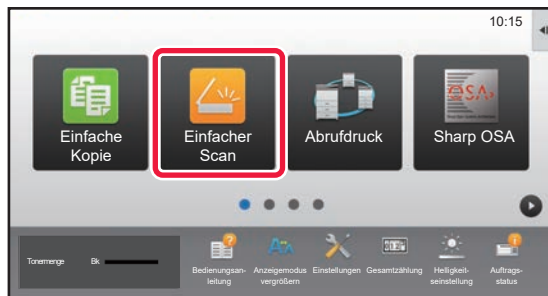 10:15
Einfache
Kopie
Einfacher
Scan
Abrufdruck
OSA
Sharp OSA
Tonermenge Bk
Bedienungsan-
leitung
Anzeigemodus
vergrößern
Einstellungen
Gesamtzählung
Helligkeit-
seinstellung
Auftrags-
status